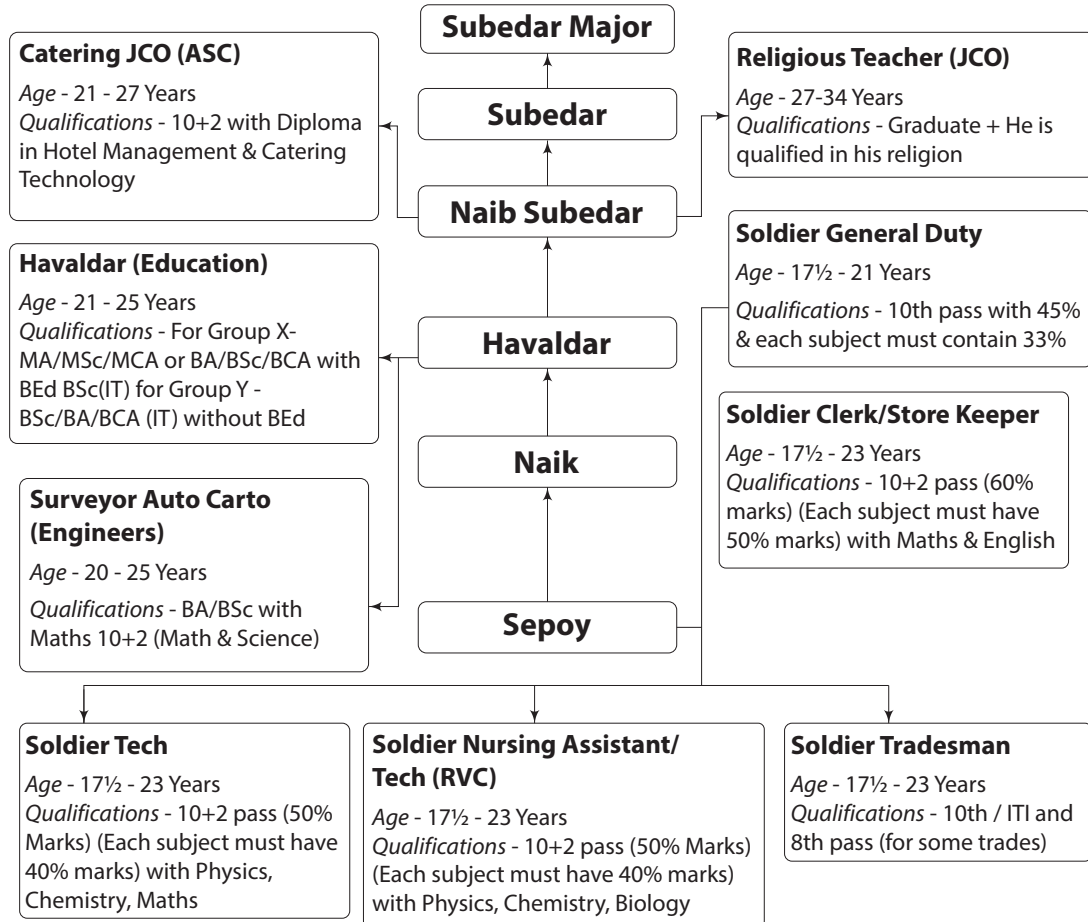 Subedar Major
Catering JCO (ASC)
Age - 21 - 27 Years
Qualifications - 10+2 with Diploma
in Hotel Management & Catering
Technology
Religious Teacher (JCO)
Age - 27-34 Years
Qualifications - Graduate + He is
qualified in his religion
Subedar
Naib Subedar
Havaldar (Education)
Age - 21 - 25 Years
Qualifications - For Group X-
MA/MSc/MCA or BA/BSc/BCA with
BEd BSc(IT) for Group Y -
BSc/BA/BCA (IT) without BEd
Soldier General Duty
Age - 17½ - 21 Years
Qualifications - 10th pass with 45%
& each subject must contain 33%
Havaldar
Soldier Clerk/Store Keeper
Age - 17½ - 23 Years
Qualifications - 10+2 pass (60%
marks) (Each subject must have
50% marks) with Maths & English
Naik
Surveyor Auto Carto
(Engineers)
Age - 20 - 25 Years
Qualifications - BA/BSc with
Maths 10+2 (Math & Science)
Sepoy
Soldier Tech
Age - 17½ - 23 Years
Qualifications - 10+2 pass (50%
Marks) (Each subject must have
40% marks) with Physics,
Chemistry, Maths
Soldier Nursing Assistant/
Tech (RVC)
Age - 17½ - 23 Years
Qualifications - 10+2 pass (50% Marks)
(Each subject must have 40% marks)
with Physics, Chemistry, Biology
Soldier Tradesman
Age - 17½ - 23 Years
Qualifications - 10th / ITI and
8th pass (for some trades)